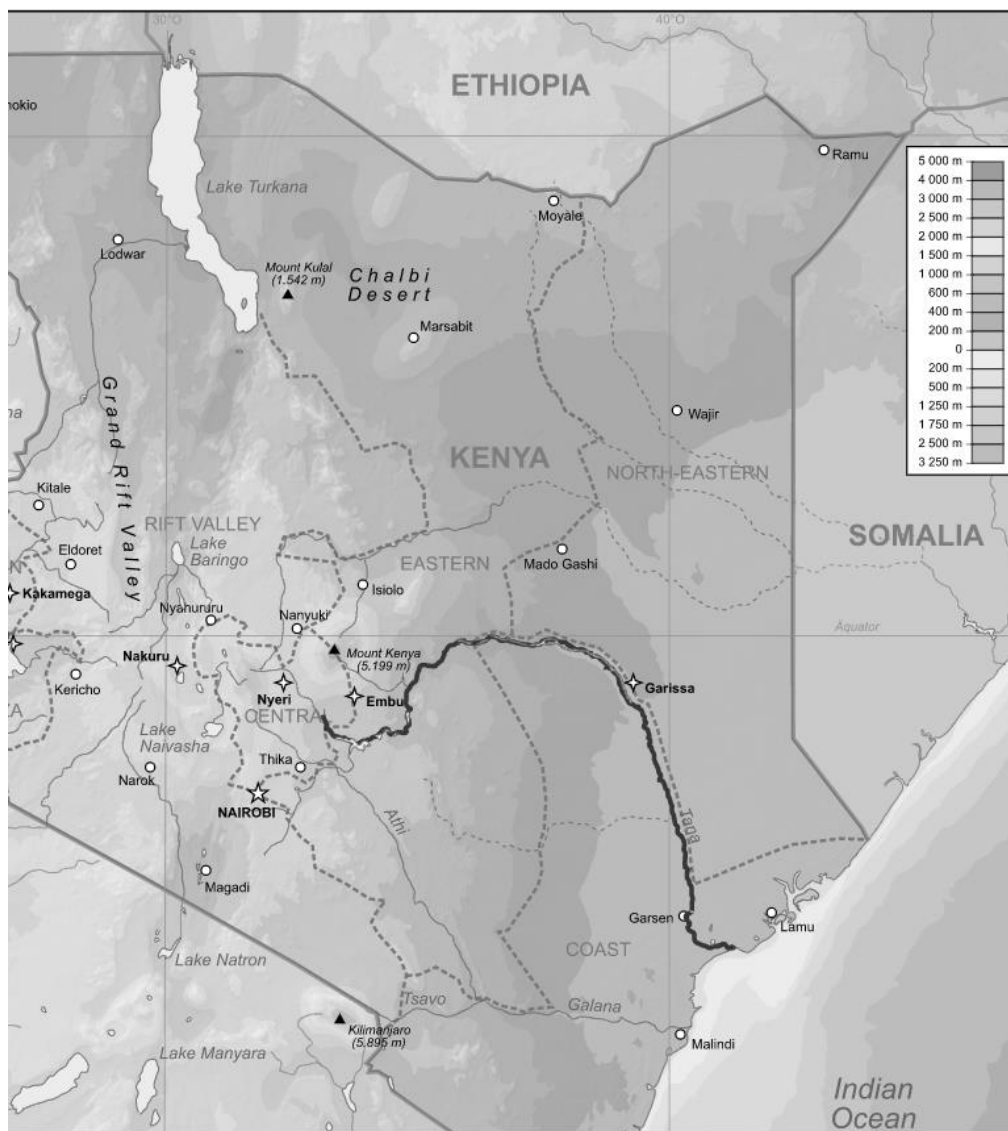 30°O
40°O
ETHIOPIA
nokio
Ramu
Lake Turkana
Moyale
Lodwar
Mount Kulal
(1.542 m)
Chalbi
Desert
Marsabit
5 000 m
4 000 m
3 000 m
2 500 m
2 000 m
1 500 m
1 000 m
600 m
400 m
200 m
0
200 m
500 m
1 250 m
1 750 m
2 500 m
3 250 m
Grand Rift Valley
Wajir
KENYA
NORTH-EASTERN
Kitale
RIFT VALLEY
Lake
Baringo
SOMALIA
Eldoret
EASTERN
Mado Gashi
Kakamega
Isiolo
Nyahururu
Nanyuki
Äquator
Mount Kenya
(5.199 m)
Nakuru
Kericho
Nyeri
Embu
Garissa
CENTRAL
Lake
Naivasha
Thika
Narok
NAIROBI
Athi
Tana
Magadi
Garsen
Lamu
COAST
Lake Natron
Tsavo
Galana
Kilimanjaro
(5.895 m)
Malindi
Lake Manyara
Indian
Ocean